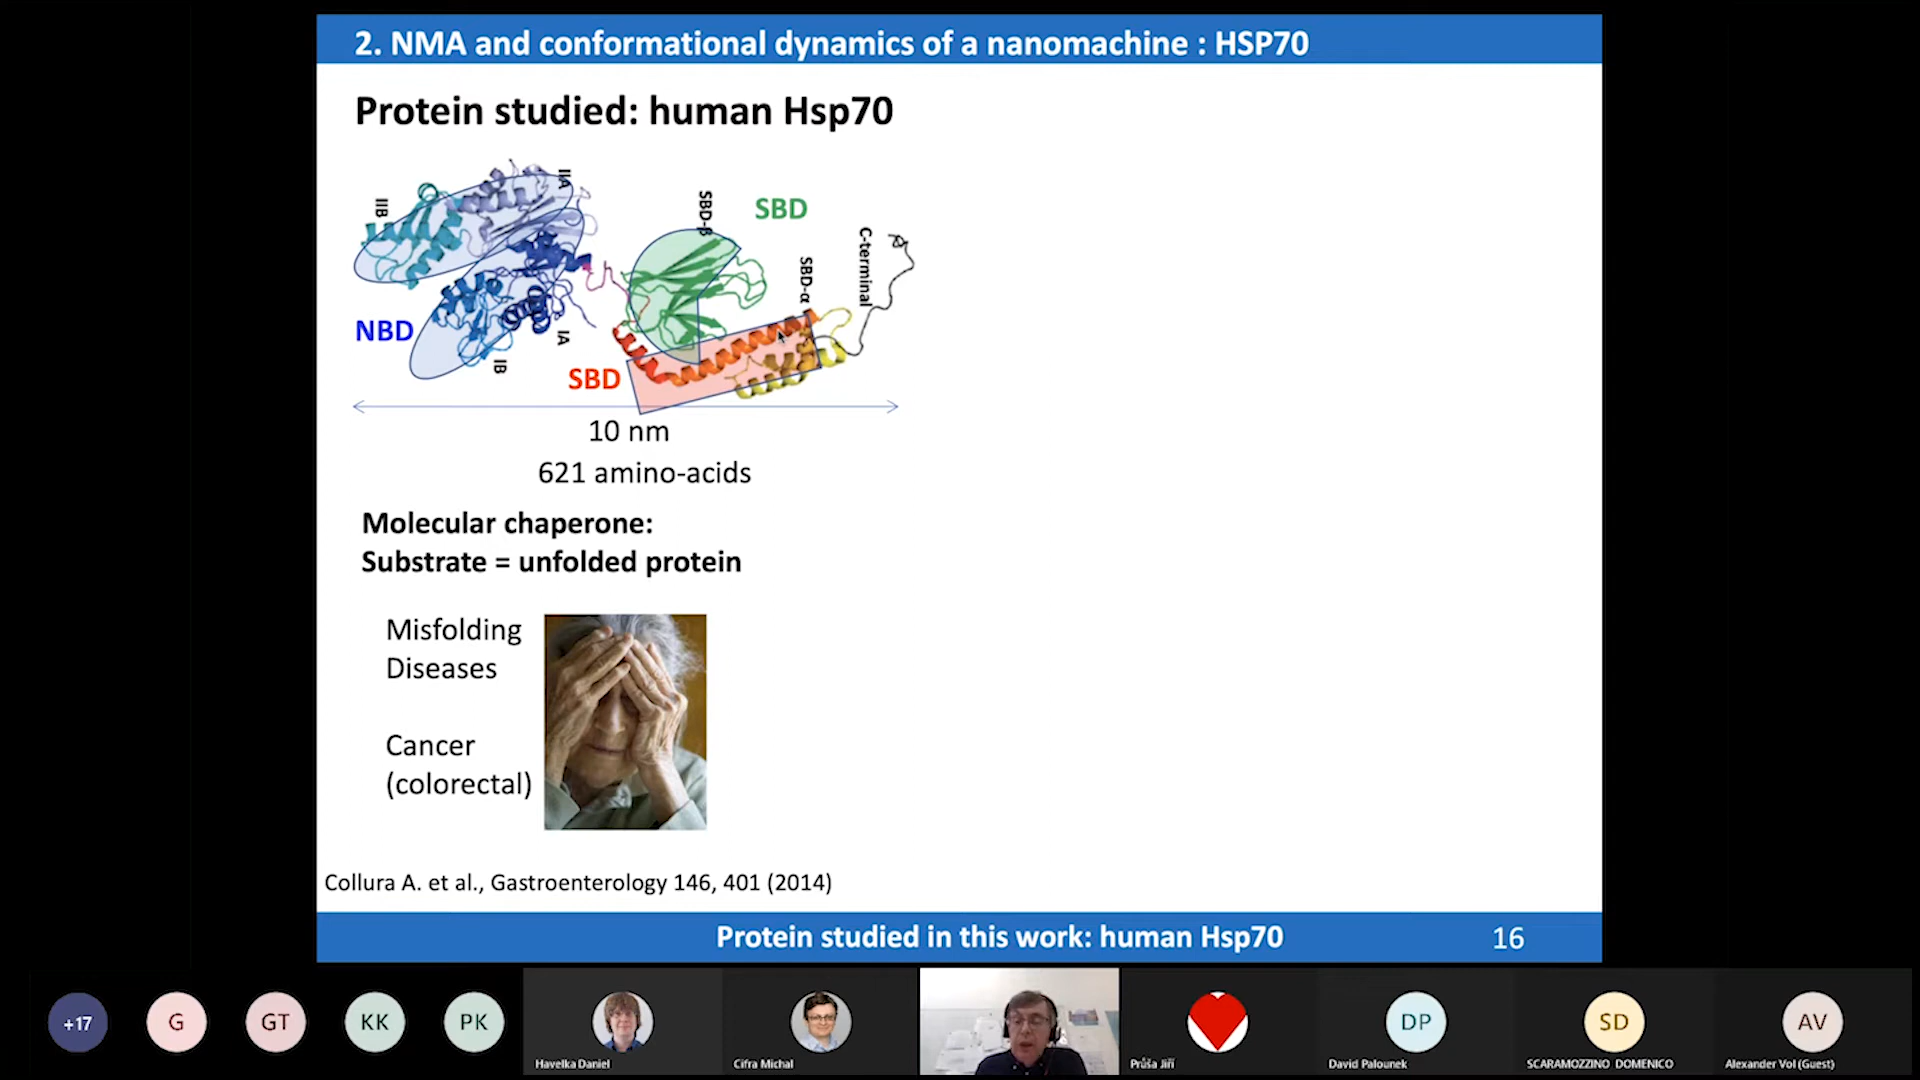 2. NMA and conformational dynamics of a nanomachine : HSP70
Protein studied: human Hsp70
IIA
IIB
SBD-β
SBD
C-terminal
SBD-α
NBD
IA
IB
SBD
10 nm
621 amino-acids
Molecular chaperone:
Substrate = unfolded protein
Misfolding
Diseases
Cancer
(colorectal)
Collura A. et al., Gastroenterology 146, 401 (2014)
Protein studied in this work: human Hsp70
16
+17
G
GT
KK
PK
Havelka Daniel
Cifra Michal
Průša Jiří
DP
David Palounek
SD
SCARAMOZZINO DOMENICO
AV
Alexander Vol (Guest)